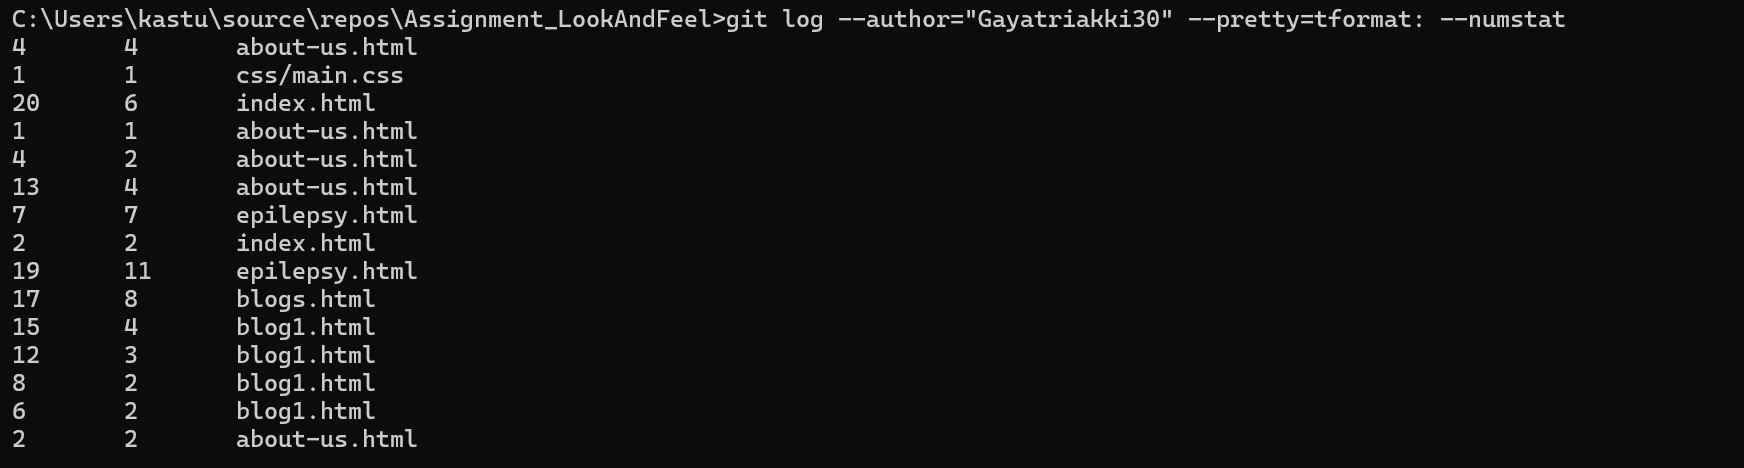 C:\Users\kastu\source\repos\Assignment_LookAndFeel>git log --author="Gayatriakki30" --pretty=tformat: --numstat
4       4       about-us.html
1       1       css/main.css
20      6       index.html
1       1       about-us.html
4       2       about-us.html
13      4       about-us.html
7       7       epilepsy.html
2       2       index.html
19      11      epilepsy.html
17      8       blogs.html
15      4       blog1.html
12      3       blog1.html
8       2       blog1.html
6       2       blog1.html
2       2       about-us.html